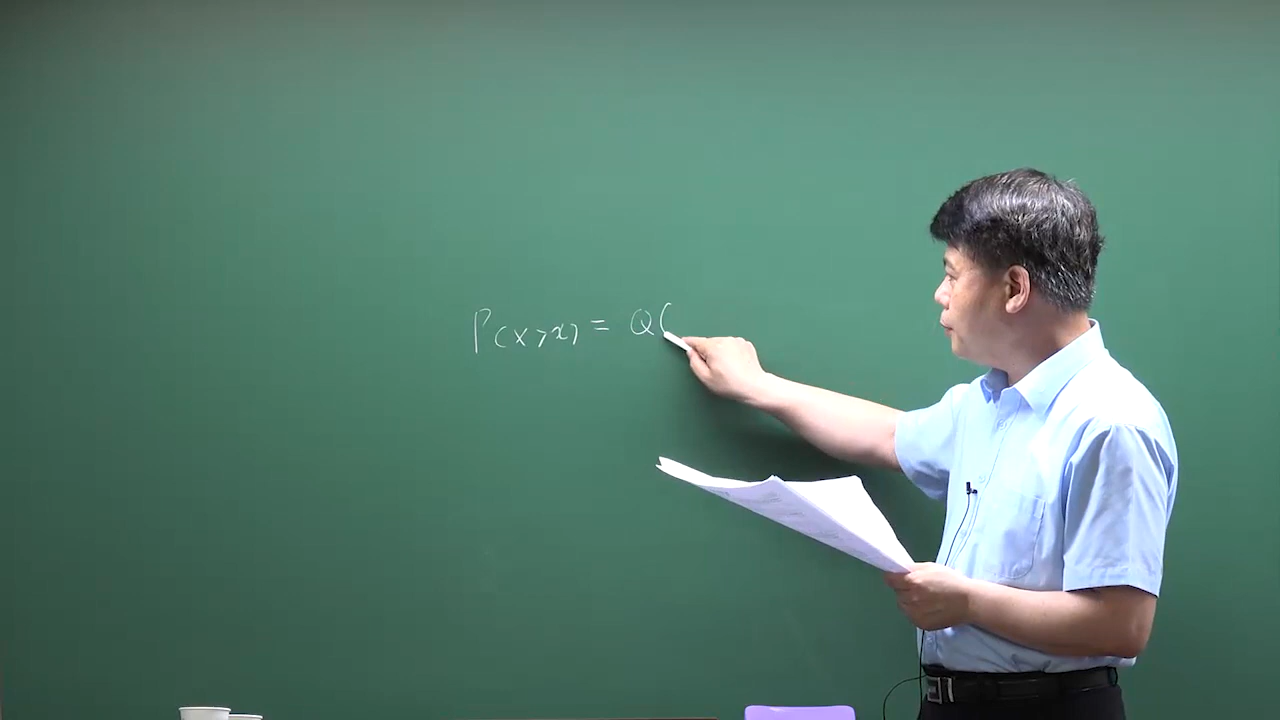 P(X>x) = Q(